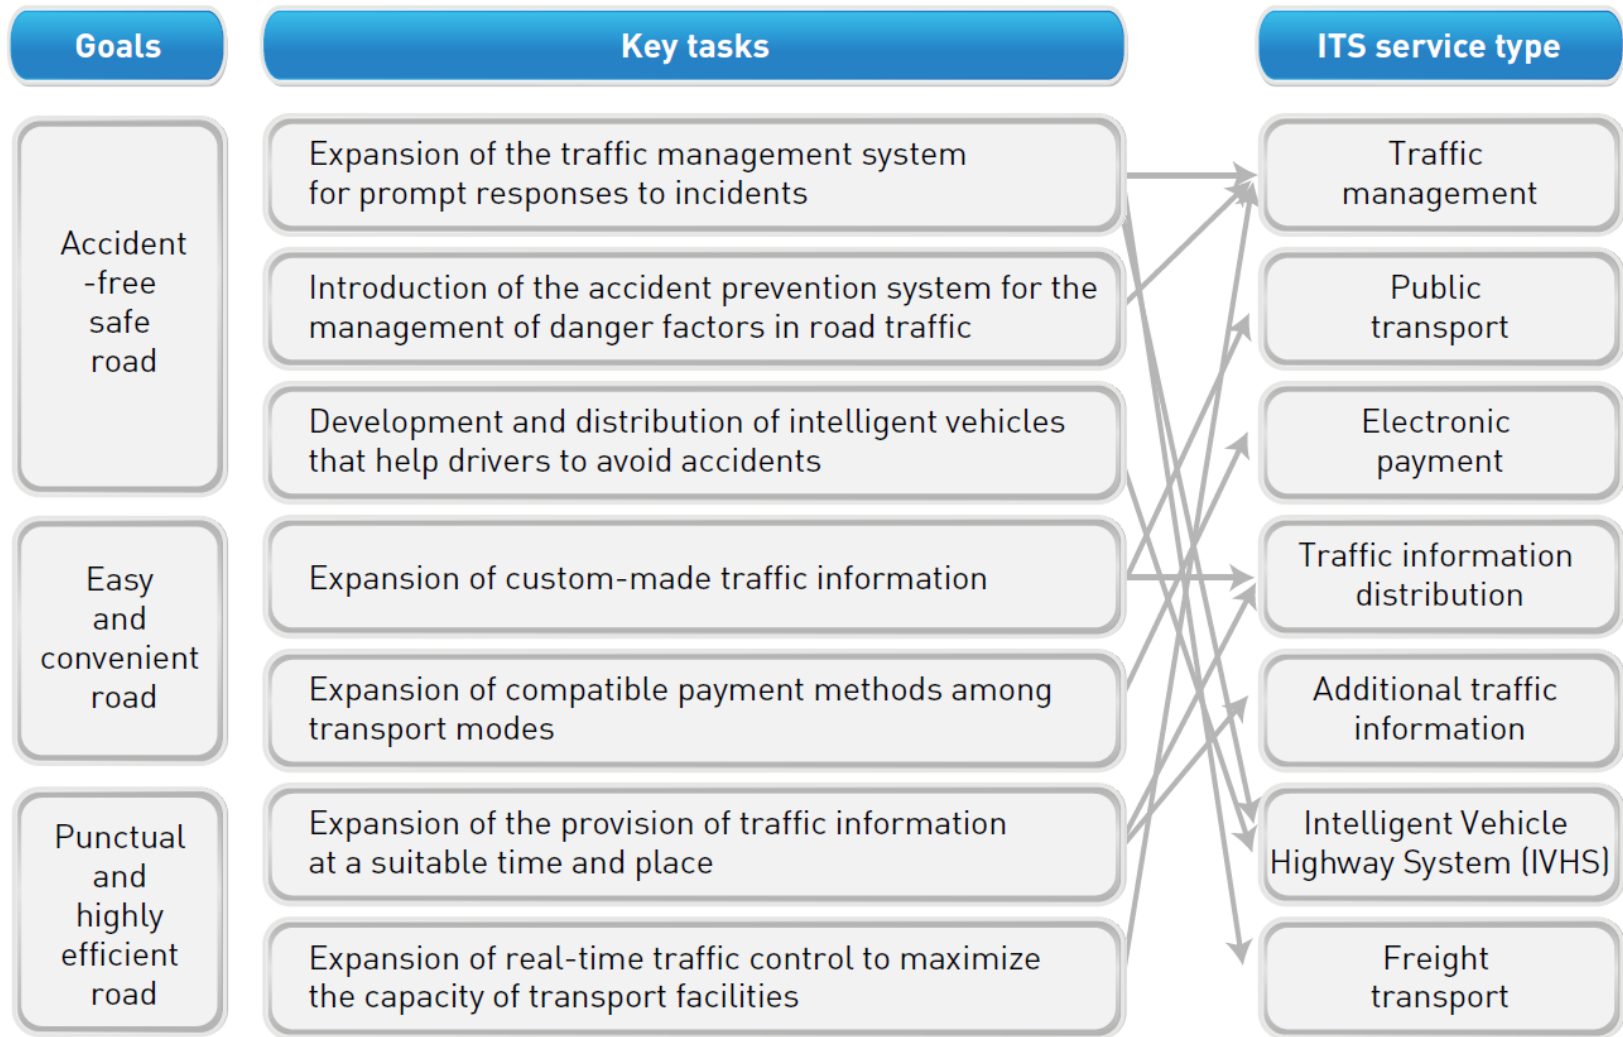 Goals
Key tasks
ITS service type
Accident
-free
safe
road
Expansion of the traffic management system
for prompt responses to incidents
Introduction of the accident prevention system for the
management of danger factors in road traffic
Development and distribution of intelligent vehicles
that help drivers to avoid accidents
Easy
and
convenient
road
Expansion of custom-made traffic information
Expansion of compatible payment methods among
transport modes
Punctual
and
highly
efficient
road
Expansion of the provision of traffic information
at a suitable time and place
Expansion of real-time traffic control to maximize
the capacity of transport facilities
Traffic
management
Public
transport
Electronic
payment
Traffic information
distribution
Additional traffic
information
Intelligent Vehicle
Highway System (IVHS)
Freight
transport